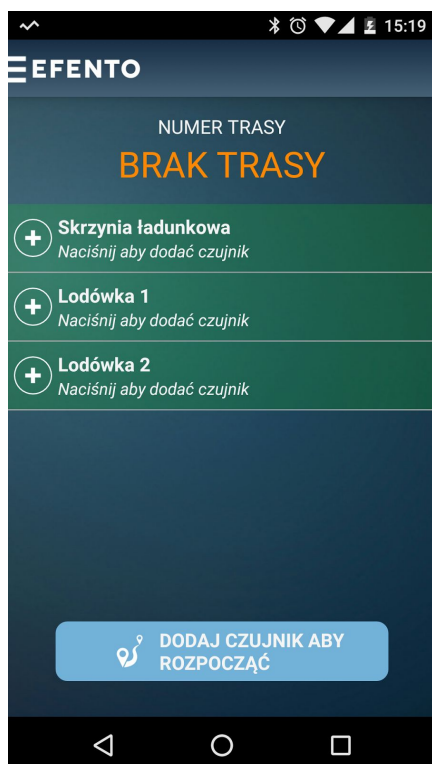 15:19
EFENTO
NUMER TRASY
BRAK TRASY
Skrzynia ładunkowa
Naciśnij aby dodać czujnik
Lodówka 1
Naciśnij aby dodać czujnik
Lodówka 2
Naciśnij aby dodać czujnik
DODAJ CZUJNIK ABY
ROZPOCZĄĆ